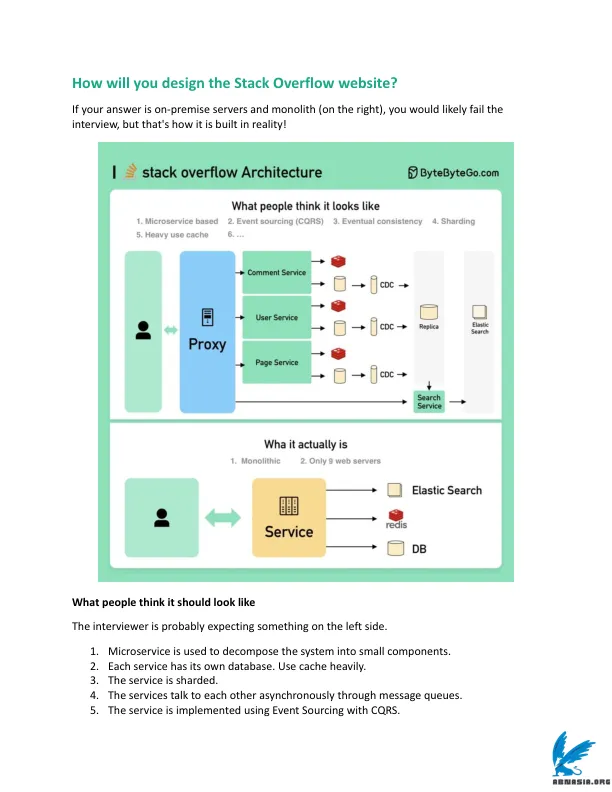 How will you design the Stack Overflow website?
If your answer is on-premise servers and monolith (on the right), you would likely fail the
interview, but that's how it is built in reality!
stack overflow Architecture
ByteByteGo.com
What people think it looks like
1. Microservice based 2. Event sourcing (CQRS) 3. Eventual consistency 4. Sharding
5. Heavy use cache 6. ...
Comment Service
CDC
User Service
CDC
Page Service
CDC
Proxy
Replica
Elastic
Search
Search
Service
Wha it actually is
1. Monolithic 2. Only 9 web servers
Service
Elastic Search
redis
DB
What people think it should look like
The interviewer is probably expecting something on the left side.
1. Microservice is used to decompose the system into small components.
2. Each service has its own database. Use cache heavily.
3. The service is sharded.
4. The services talk to each other asynchronously through message queues.
5. The service is implemented using Event Sourcing with CQRS.
ABNASIA.ORG